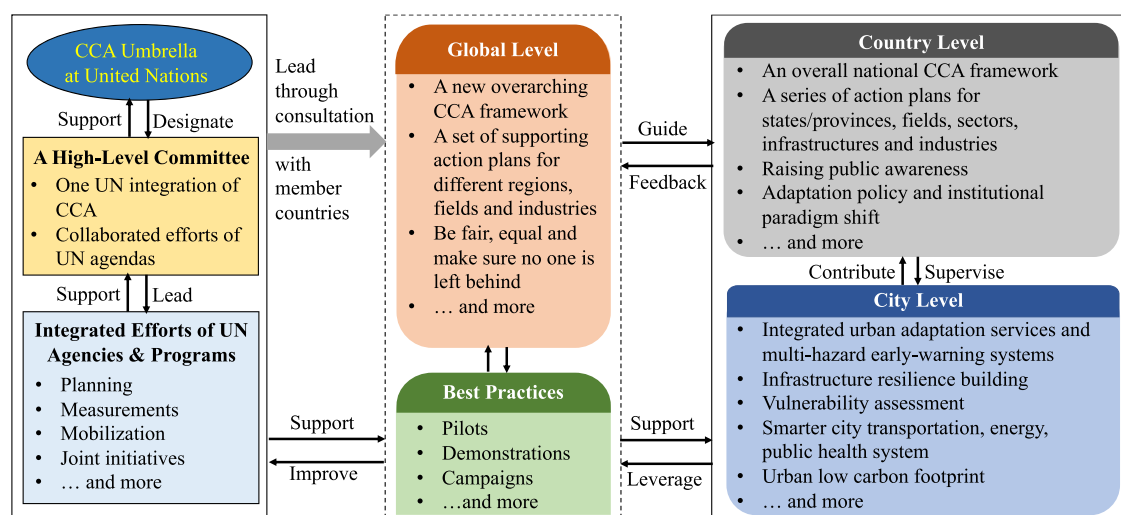 CCA Umbrella
at United Nations
Support
Designate
A High-Level Committee
• One UN integration of
CCA
• Collaborated efforts of
UN agendas
Support
Lead
Integrated Efforts of UN
Agencies & Programs
• Planning
• Measurements
• Mobilization
• Joint initiatives
• … and more
Lead
through
consultation
with
member
countries
Support
Improve
Global Level
• A new overarching
CCA framework
• A set of supporting
action plans for
different regions,
fields and industries
• Be fair, equal and
make sure no one is
left behind
• … and more
Best Practices
• Pilots
• Demonstrations
• Campaigns
• …and more
Guide
Feedback
Support
Leverage
Country Level
• An overall national CCA framework
• A series of action plans for
states/provinces, fields, sectors,
infrastructures and industries
• Raising public awareness
• Adaptation policy and institutional
paradigm shift
• … and more
Contribute
Supervise
City Level
• Integrated urban adaptation services and
multi-hazard early-warning systems
• Infrastructure resilience building
• Vulnerability assessment
• Smarter city transportation, energy,
public health system
• Urban low carbon footprint
• … and more